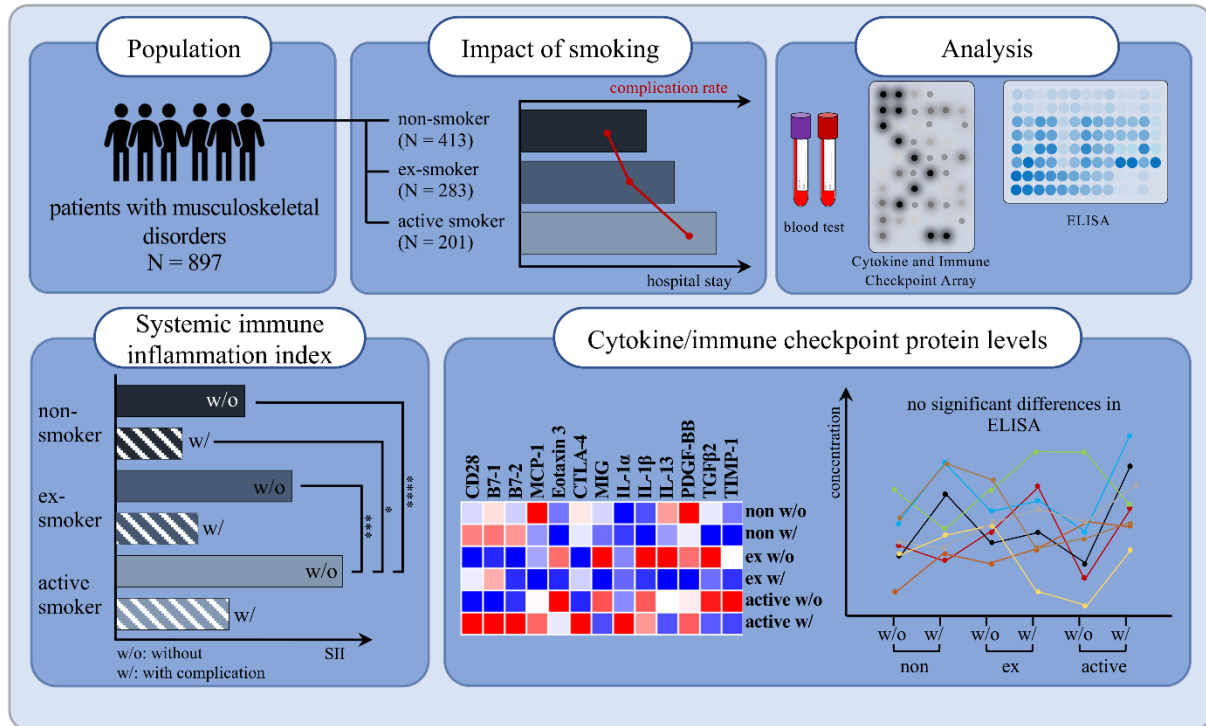 Population
patients with musculoskeletal
disorders
N = 897
Impact of smoking
complication rate
non-smoker
(N = 413)
ex-smoker
(N = 283)
active smoker
(N = 201)
hospital stay
Analysis
blood test
Cytokine and Immune
Checkpoint Array
ELISA
Systemic immune
inflammation index
non-
smoker
w/o
w/
ex-
smoker
w/o
w/
active
smoker
w/o
w/
***
*
****
SII
w/o: without
w/: with complication
Cytokine/immune checkpoint protein levels
CD28
B7-1
B7-2
MCP-1
Eotaxin 3
CTLA-4
MIG
IL-1α
IL-1β
IL-13
PDGF-BB
TGFβ2
TIMP-1
non w/o
non w/
ex w/o
ex w/
active w/o
active w/
concentration
no significant differences in
ELISA
w/o w/ w/o w/ w/o w/
non ex active